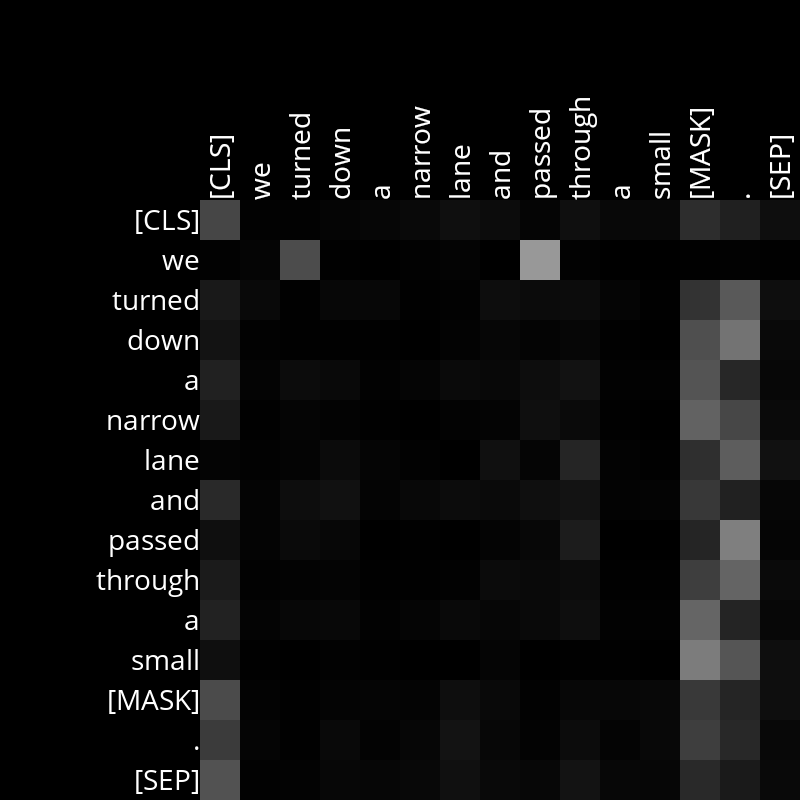 [CLS] we turned down a narrow lane and passed through a small [MASK] . [SEP]
[CLS]
we
turned
down
a
narrow
lane
and
passed
through
a
small
[MASK]
.
[SEP]